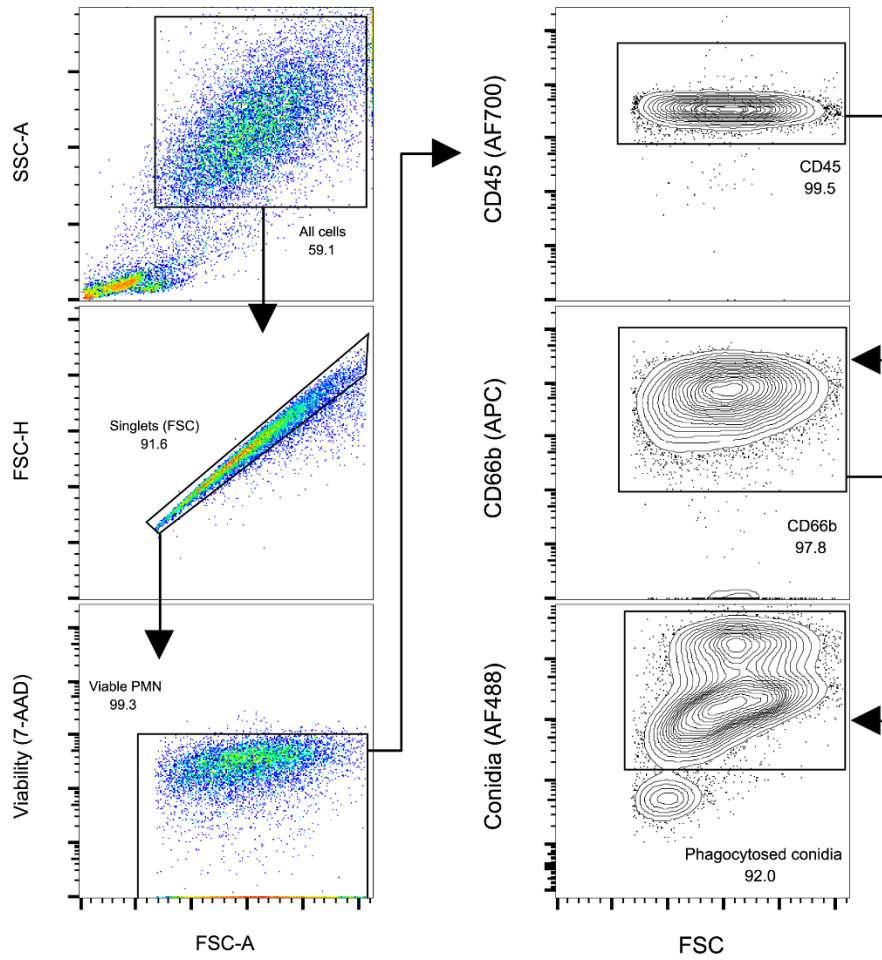 SSC-A
All cells
59.1
FSC-H
Singlets (FSC)
91.6
Viability (7-AAD)
Viable PMN
99.3
FSC-A
CD45 (AF700)
CD45
99.5
CD66b (APC)
CD66b
97.8
Conidia (AF488)
Phagocytosed conidia
92.0
FSC